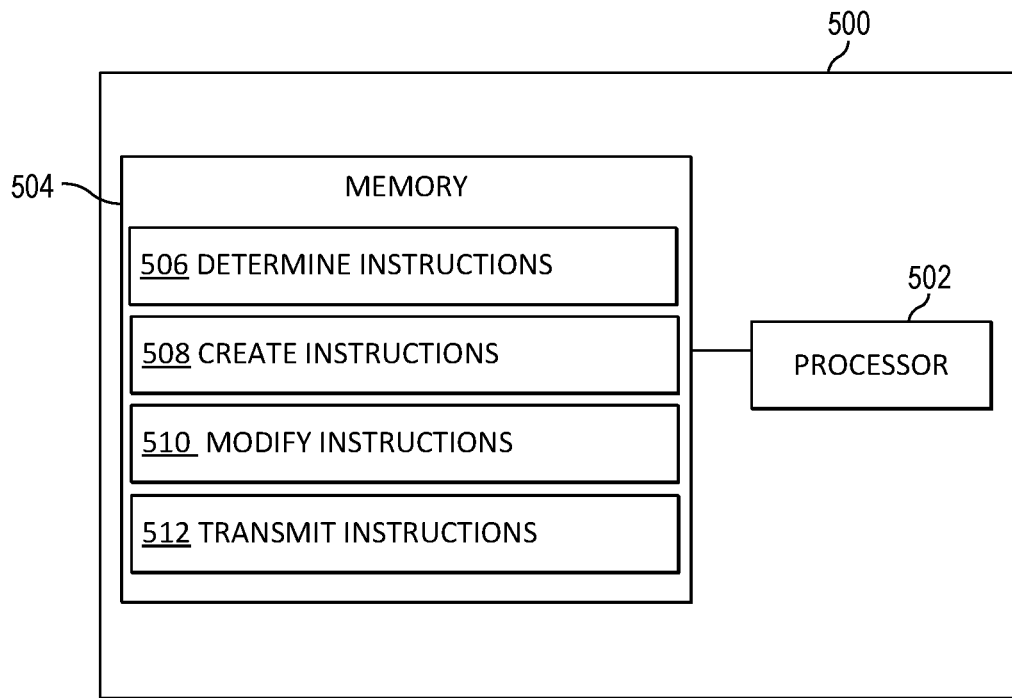 500
504
MEMORY
506 DETERMINE INSTRUCTIONS
508 CREATE INSTRUCTIONS
510 MODIFY INSTRUCTIONS
512 TRANSMIT INSTRUCTIONS
502
PROCESSOR